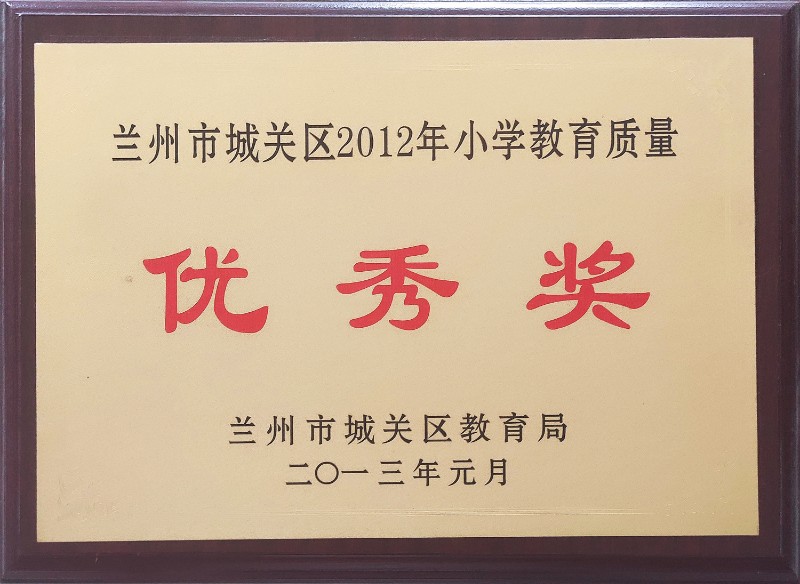 兰州市城关区2012年小学教育质量
优秀奖
兰州市城关区教育局
二〇一三年元月